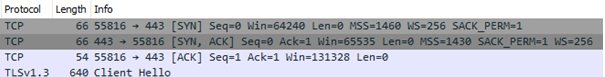 Protocol Length Info
TCP 66 55816 → 443 [SYN] Seq=0 Win=64240 Len=0 MSS=1460 WS=256 SACK_PERM=1
TCP 66 443 → 55816 [SYN, ACK] Seq=0 Ack=1 Win=65535 Len=0 MSS=1430 SACK_PERM=1 WS=256
TCP 54 55816 → 443 [ACK] Seq=1 Ack=1 Win=131328 Len=0
TLSv1.3 640 Client Hello